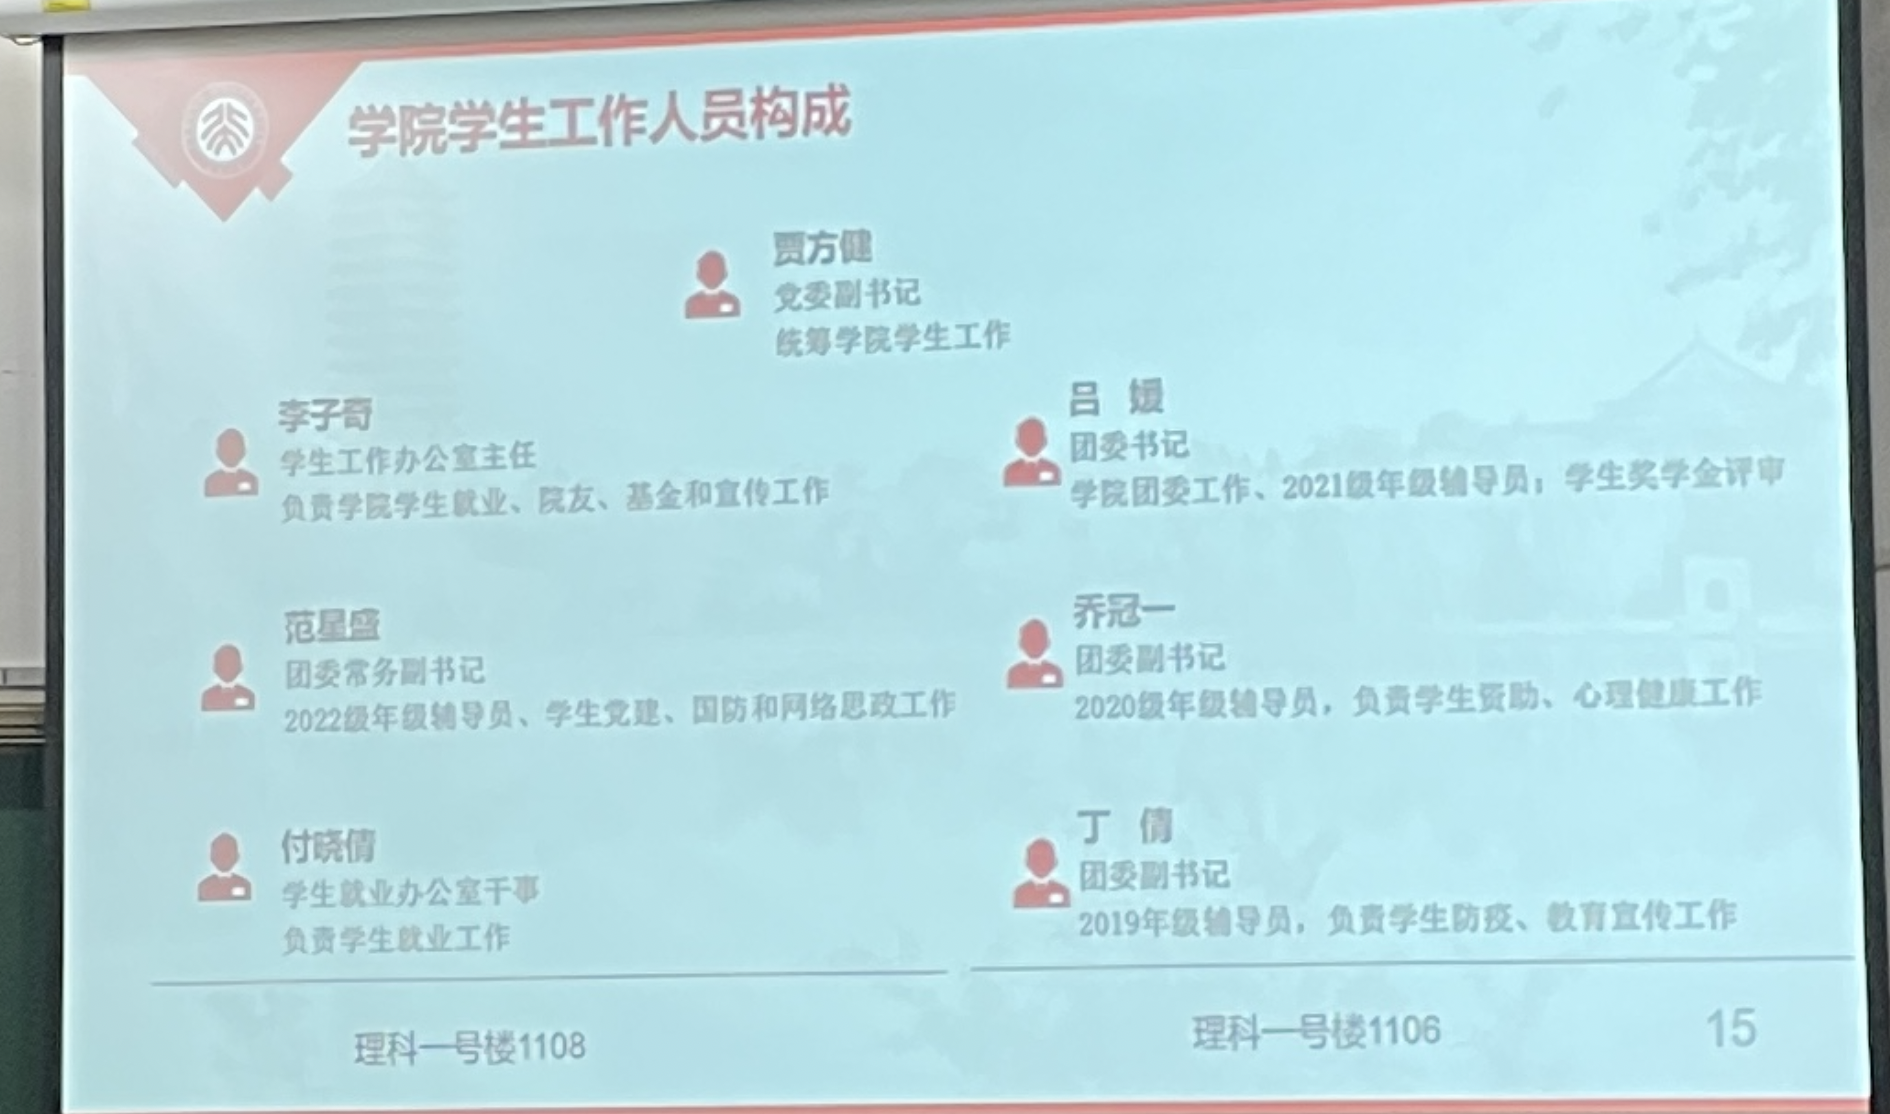 学院学生工作人员构成
贾方健
党委副书记
统筹学院学生工作
李子奇
学生工作办公室主任
负责学院学生就业、院友、基金和宣传工作
吕 媛
团委书记
学院团委工作、2021级年级辅导员；学生奖学金评审
范星盛
团委常务副书记
2022级年级辅导员、学生党建、国防和网络思政工作
乔冠一
团委副书记
2020级年级辅导员，负责学生资助、心理健康工作
付晓倩
学生就业办公室干事
负责学生就业工作
丁 倩
团委副书记
2019年级辅导员，负责学生防疫、教育宣传工作
理科一号楼1108
理科一号楼1106
15